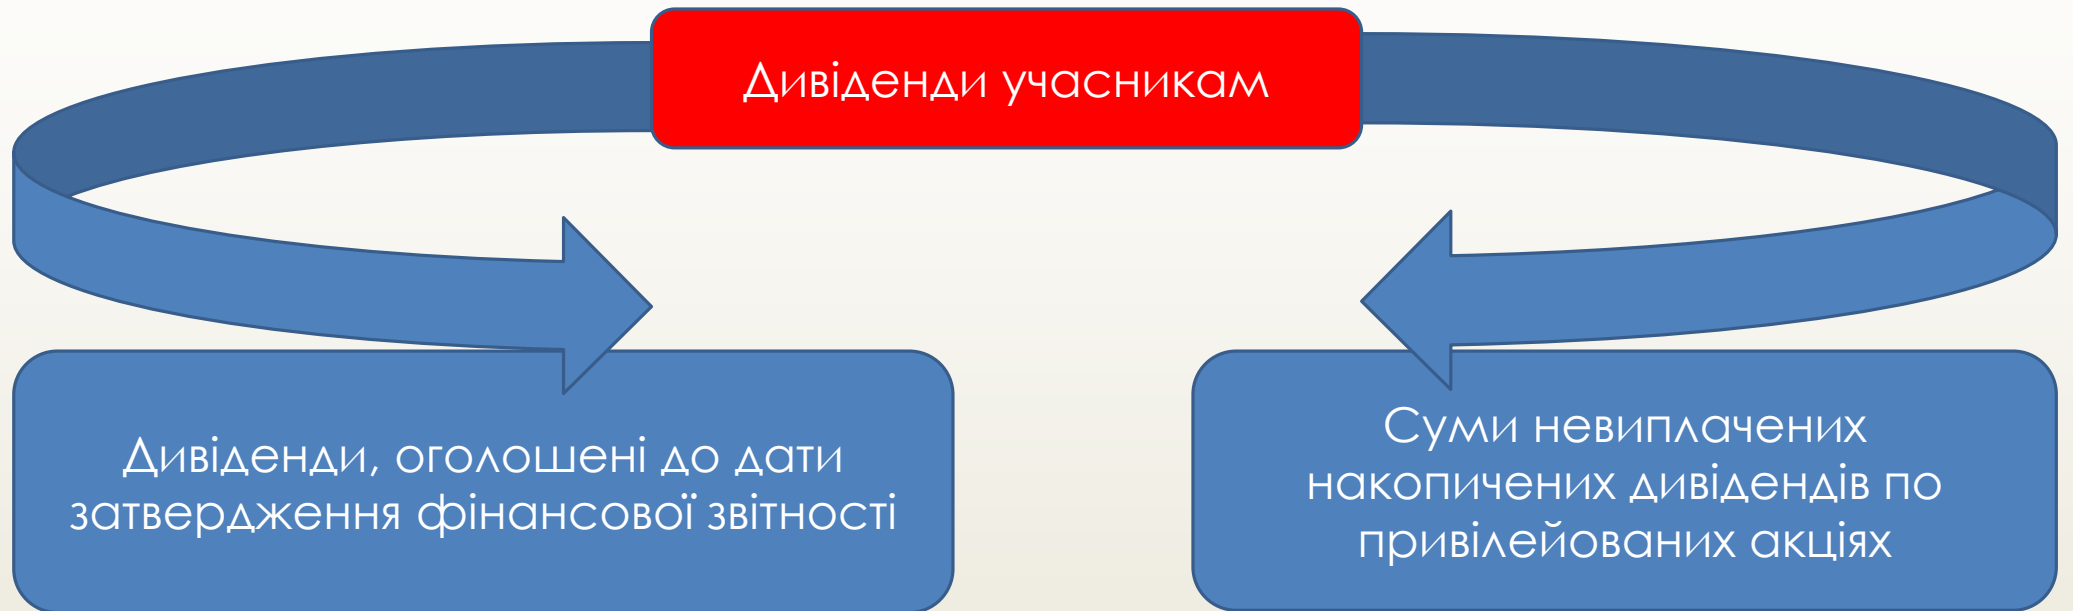 Дивіденди учасникам
Дивіденди, оголошені до дати
затвердження фінансової звітності
Суми невиплачених
накопичених дивідендів по
привілейованих акціях